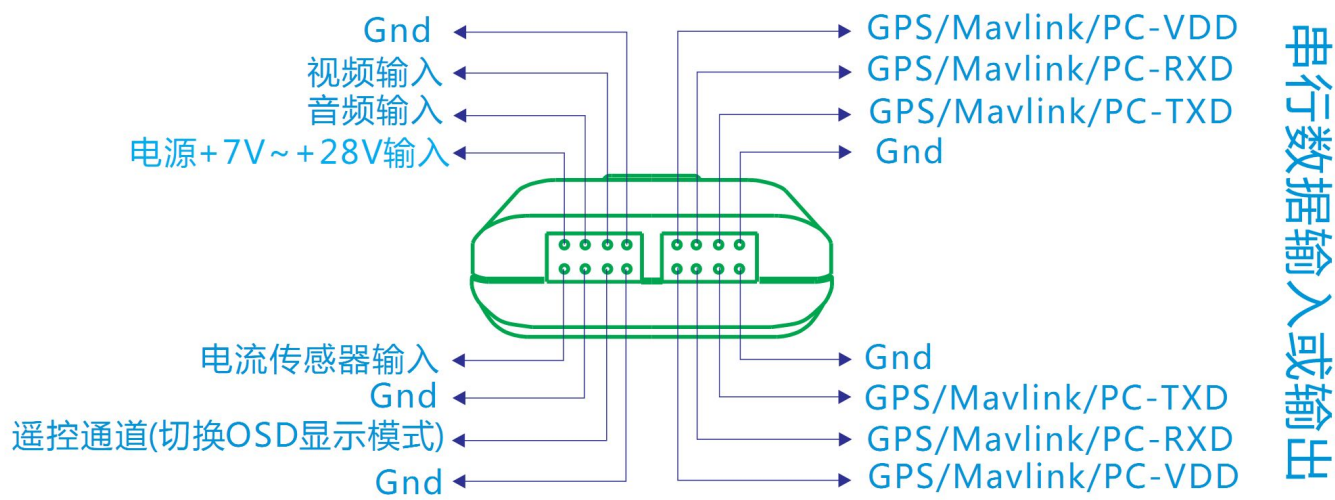 Gnd
视频输入
音频输入
电源+7V~+28V输入
GPS/Mavlink/PC-VDD
GPS/Mavlink/PC-RXD
GPS/Mavlink/PC-TXD
Gnd
电流传感器输入
Gnd
遥控通道(切换OSD显示模式)
Gnd
Gnd
GPS/Mavlink/PC-TXD
GPS/Mavlink/PC-RXD
GPS/Mavlink/PC-VDD
串行数据输入或输出